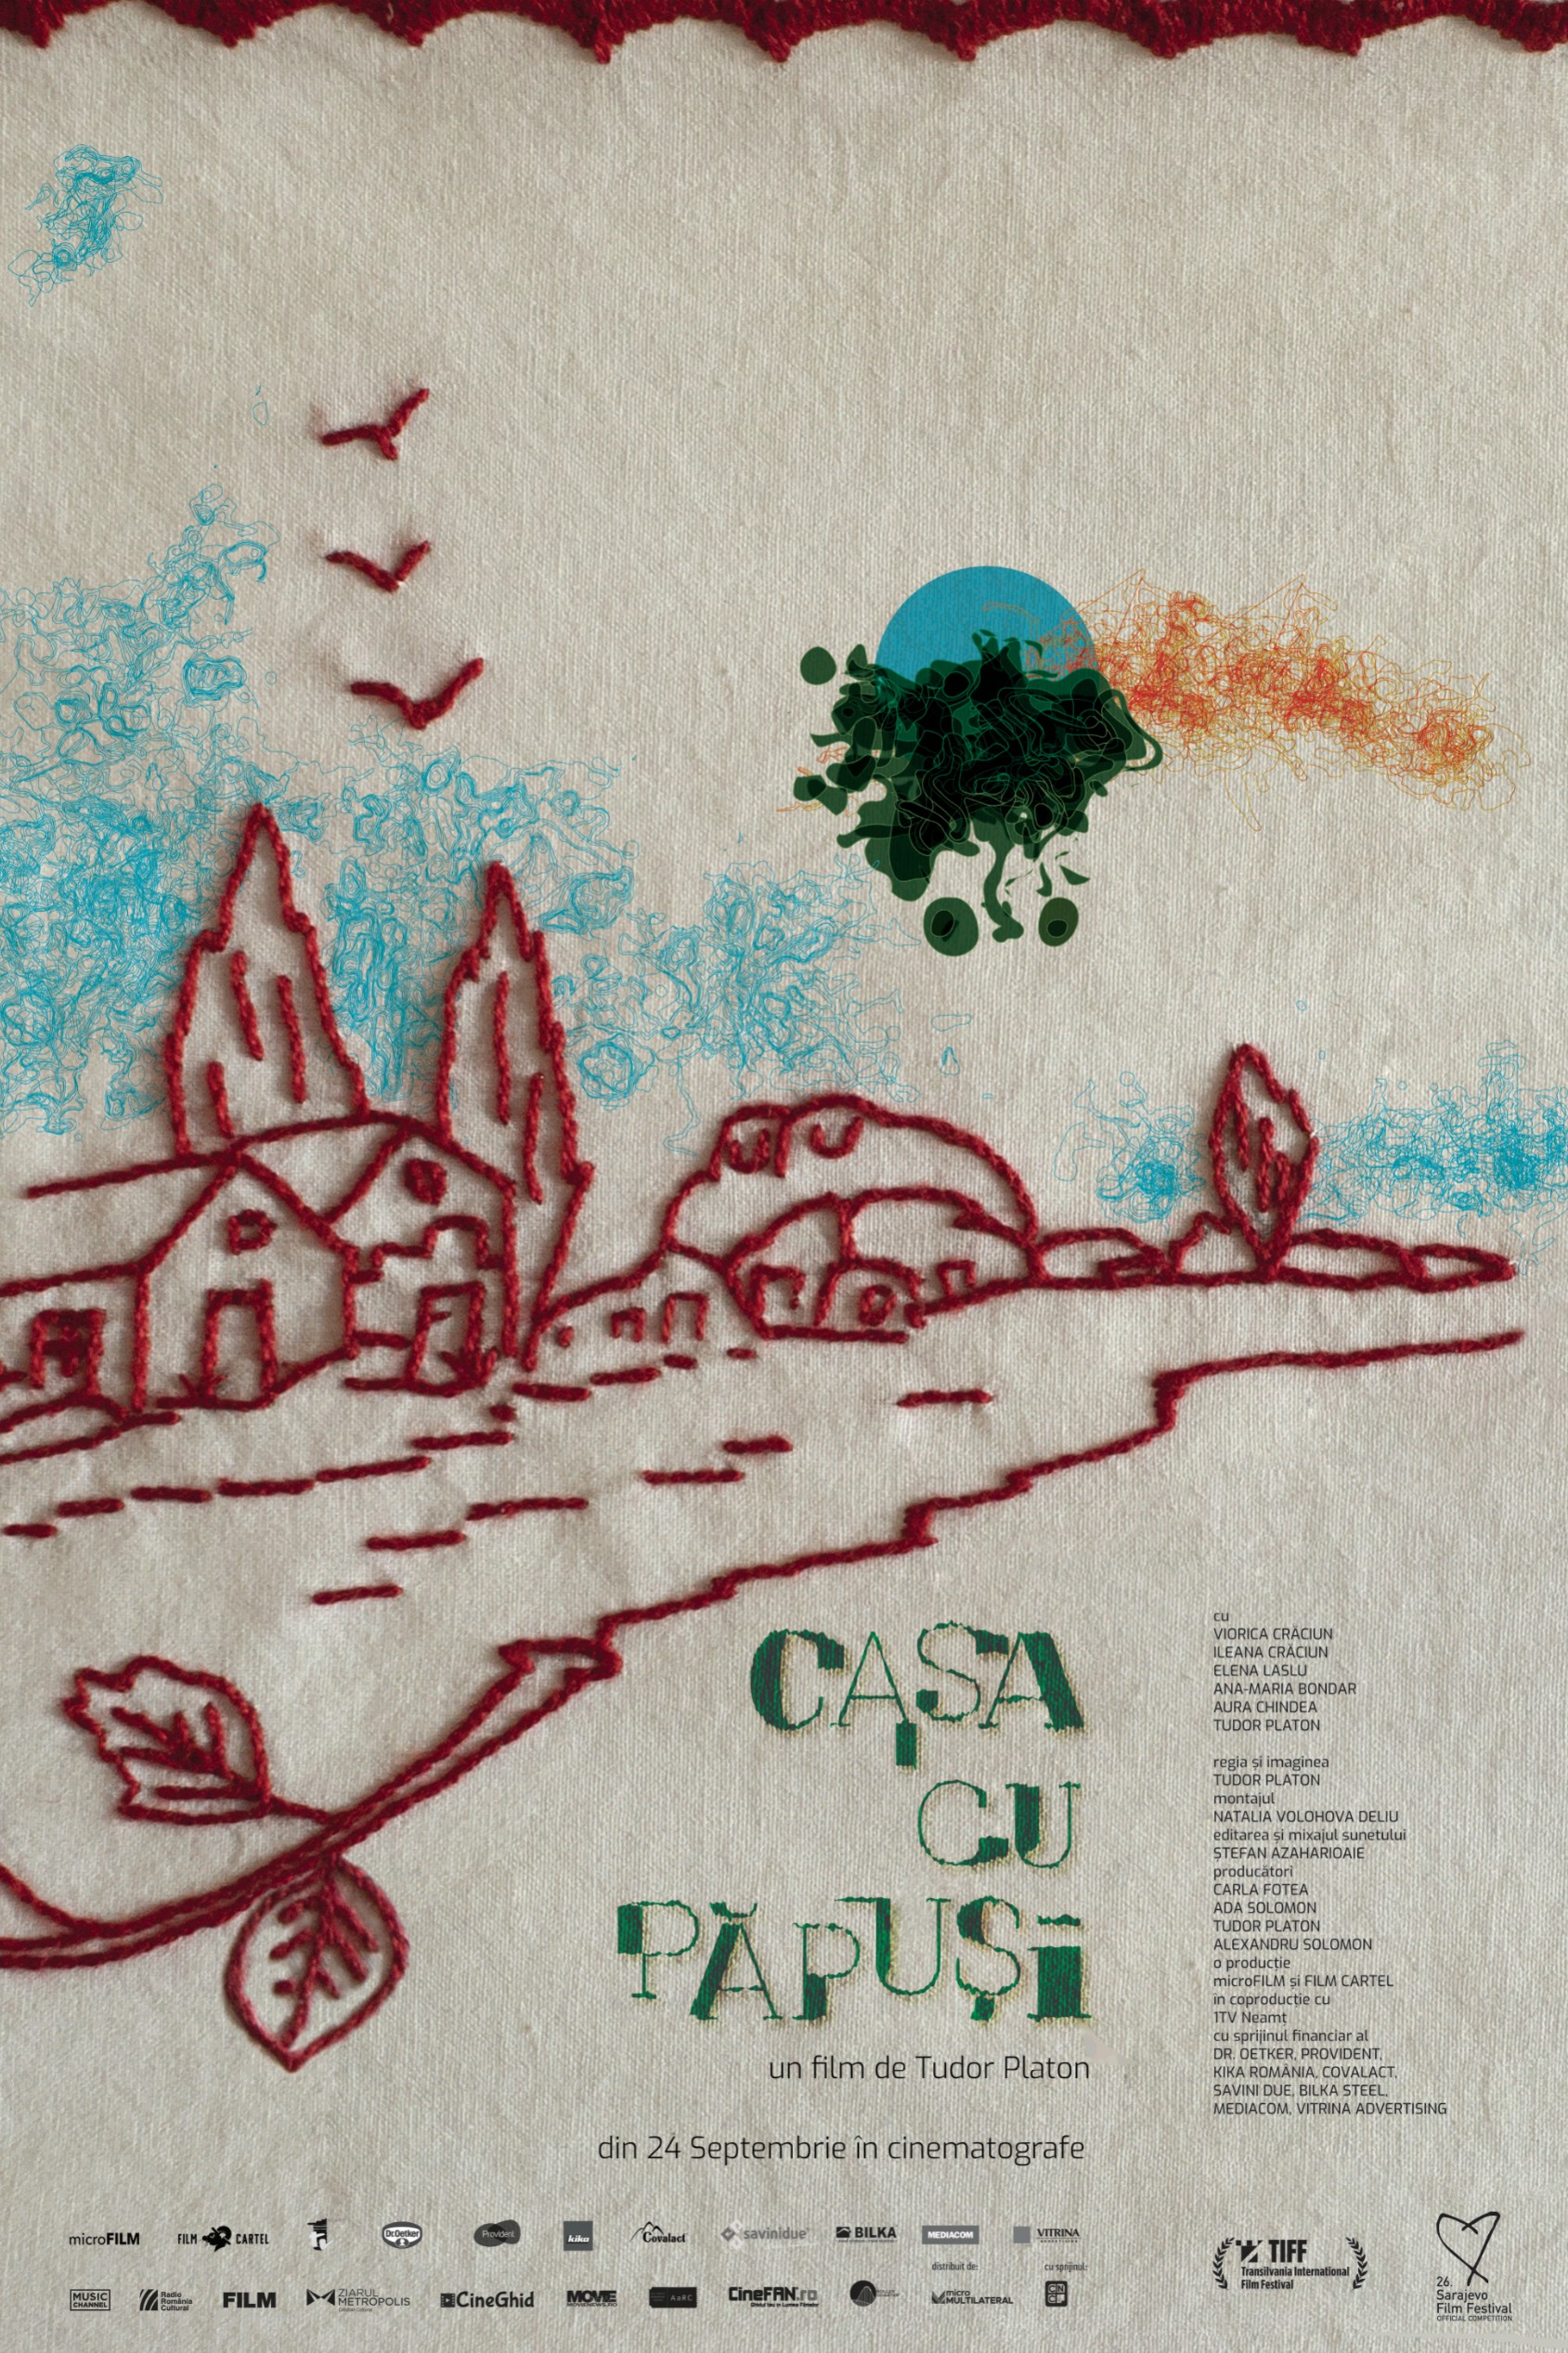 CASA
CU
PĂPUȘI
un film de Tudor Platon
din 24 Septembrie în cinematografe
cu
VIORICA CRĂCIUN
ILEANA CRĂCIUN
ELENA LASLU
ANA-MARIA BONDAR
AURA CHINDEA
TUDOR PLATON
regia și imaginea
TUDOR PLATON
montajul
NATALIA VOLOHOVA DELIU
editarea și mixajul sunetului
ȘTEFAN AZAHARIOAIE
producători
CARLA FOTEA
ADA SOLOMON
TUDOR PLATON
ALEXANDRU SOLOMON
o producție
microFILM și FILM CARTEL
in coproducție cu
1TV Neamt
cu sprijinul financiar al
DR. OETKER, PROVIDENT,
KIKA ROMÂNIA, COVALACT,
SAVINI DUE, BILKA STEEL,
MEDIACOM, VITRINA ADVERTISING
microFILM
FILM CARTEL
Dr.Oetker
Provident
kika
Covalact
savinidue
BILKA
MEDIACOM
VITRINA
distribuit de:
cu sprijinul:
MUSIC
CHANNEL
Radio
România
Cultural
FILM
ZIARUL
METROPOLIS
CineGhid
MOVIE
AaRC
CineFAN.ro
micro
MULTILATERAL
TIFF
Transilvania International
Film Festival
26.
Sarajevo
Film Festival
OFFICIAL COMPETITION